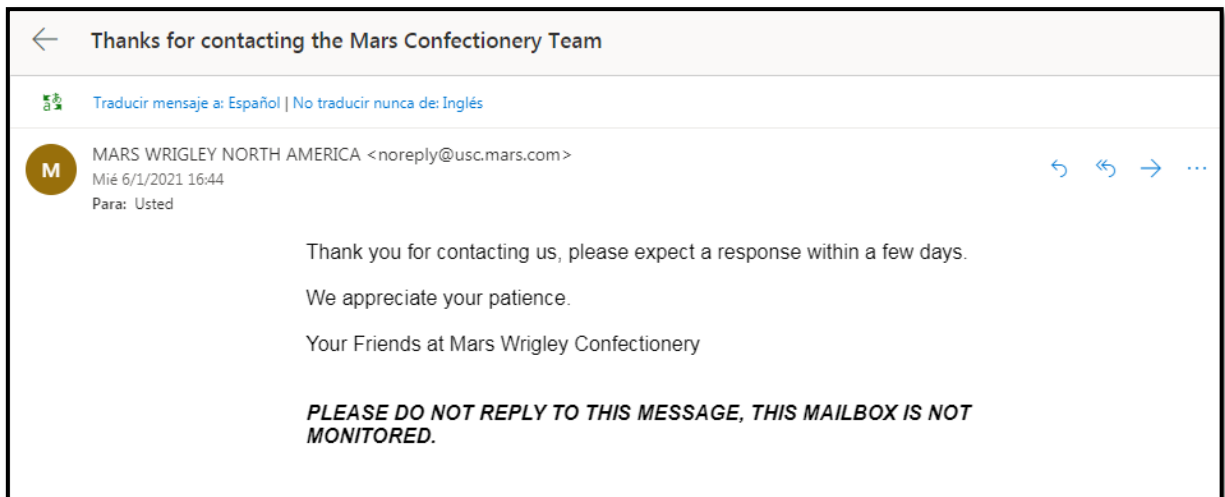 Thanks for contacting the Mars Confectionery Team
Traducir mensaje a: Español | No traducir nunca de: Inglés
M
MARS WRIGLEY NORTH AMERICA <noreply@usc.mars.com>
Mié 6/1/2021 16:44
Para: Usted
Thank you for contacting us, please expect a response within a few days.
We appreciate your patience.
Your Friends at Mars Wrigley Confectionery
PLEASE DO NOT REPLY TO THIS MESSAGE, THIS MAILBOX IS NOT
MONITORED.